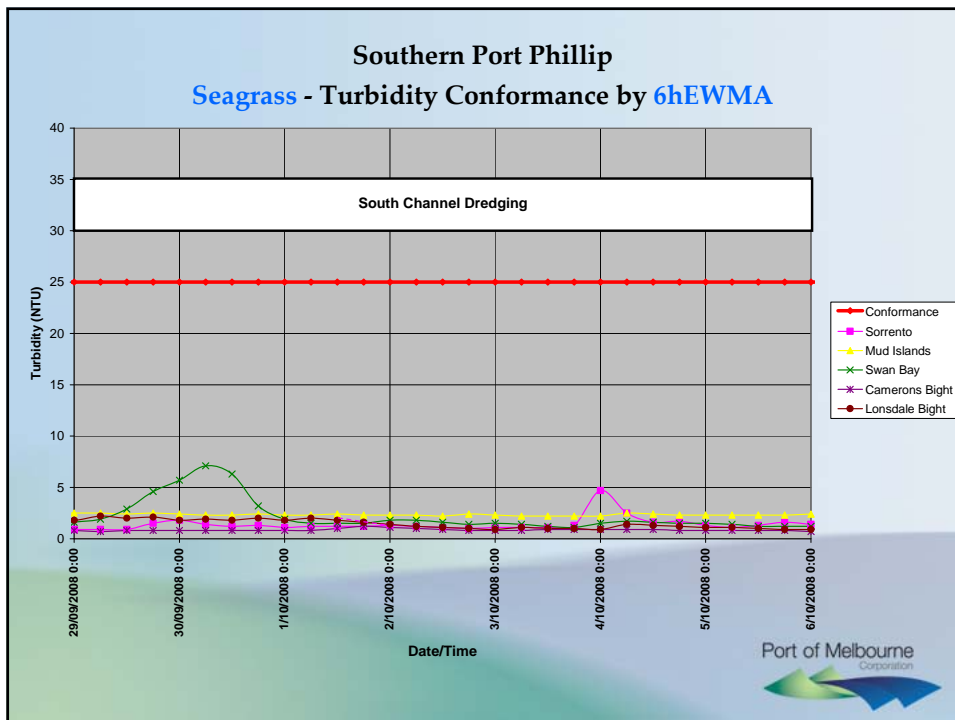 Southern Port Phillip
Seagrass - Turbidity Conformance by 6hEWMA
40
35
30
25
20
15
10
5
0
Turbidity (NTU)
South Channel Dredging
Conformance
Sorrento
Mud Islands
Swan Bay
Camerons Bight
Lonsdale Bight
29/09/2008 0:00
30/09/2008 0:00
1/10/2008 0:00
2/10/2008 0:00
3/10/2008 0:00
4/10/2008 0:00
5/10/2008 0:00
6/10/2008 0:00
Date/Time
Port of Melbourne
Corporation